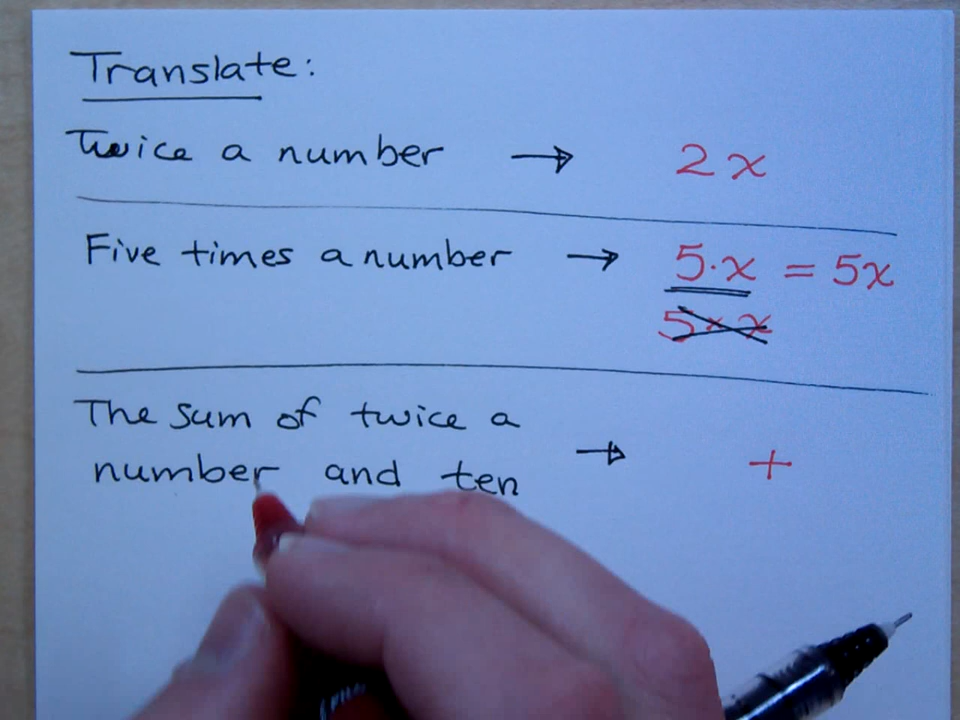 Translate:
Twice a number → 2x
Five times a number → 5·x = 5x
5×x
The sum of twice a
number and ten → +